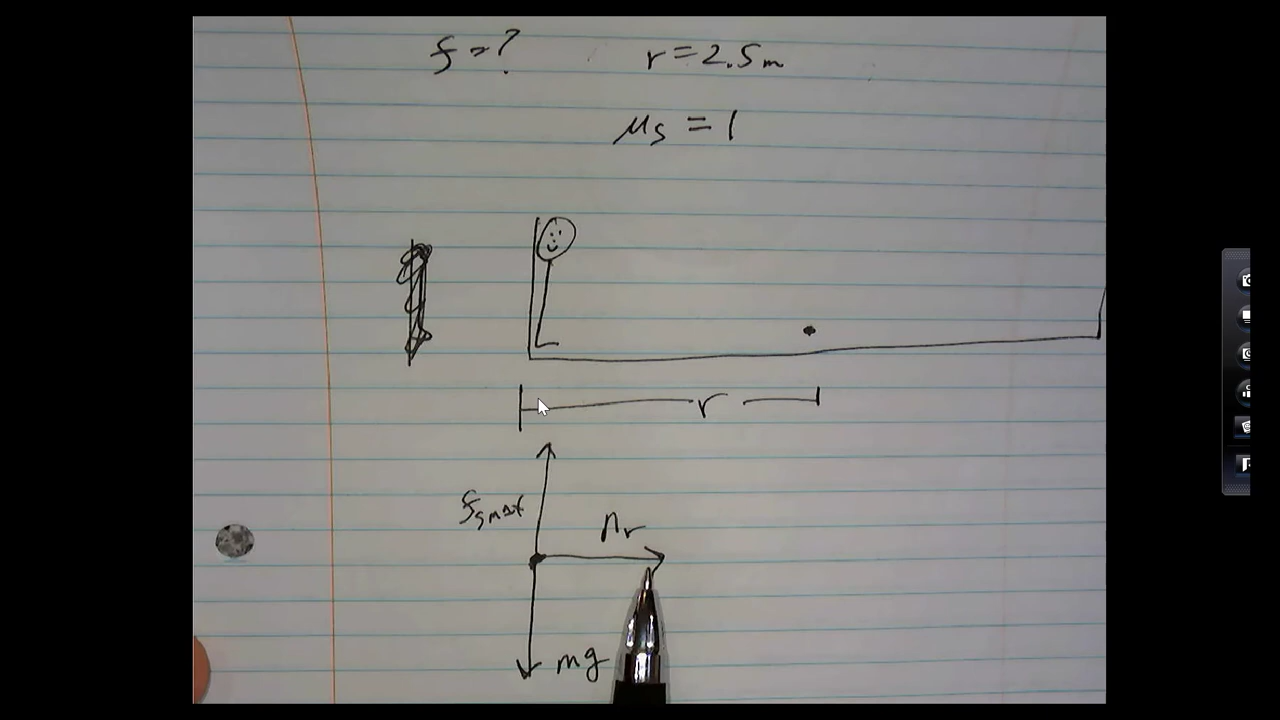 f=? r=2.5m
μs = 1
r
fsmax
nr
mg